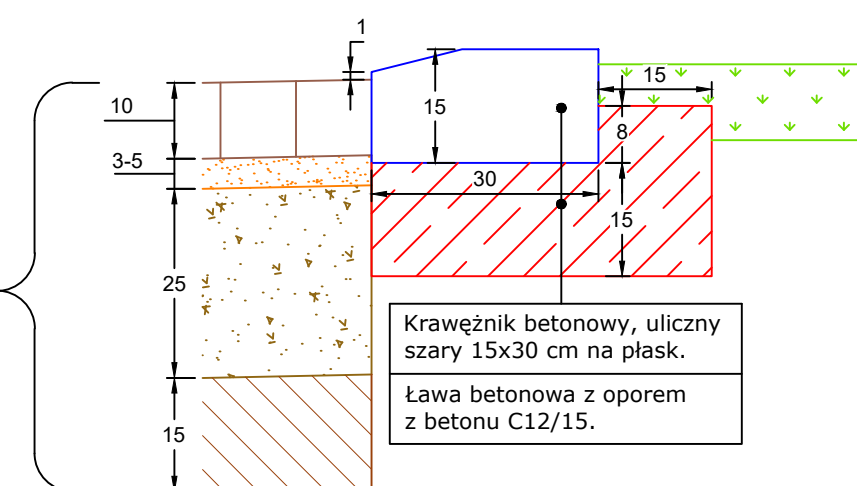 1
15
10
15
8
3-5
30
15
25
Krawężnik betonowy, uliczny
szary 15x30 cm na płask.
Ława betonowa z oporem
z betonu C12/15.
15